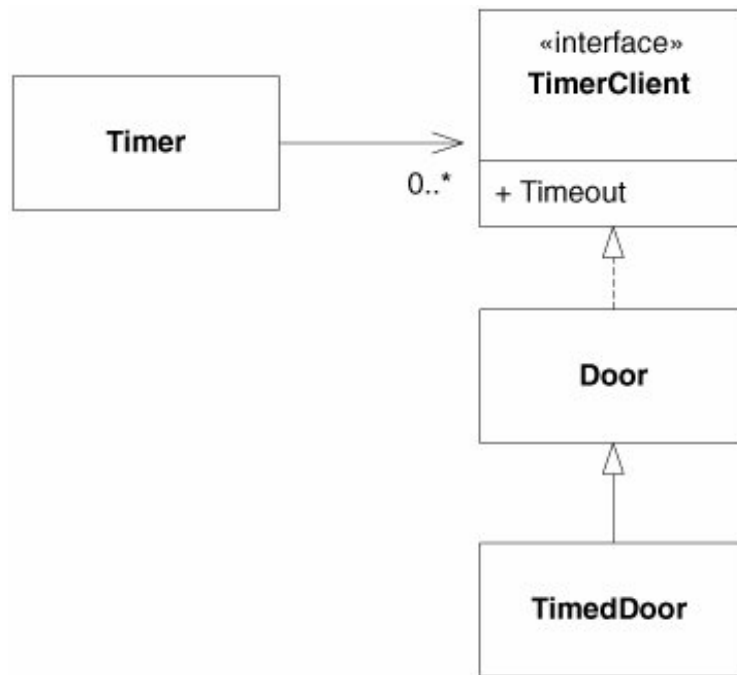 «interface»
TimerClient
Timer
0..*
+ Timeout
Door
TimedDoor